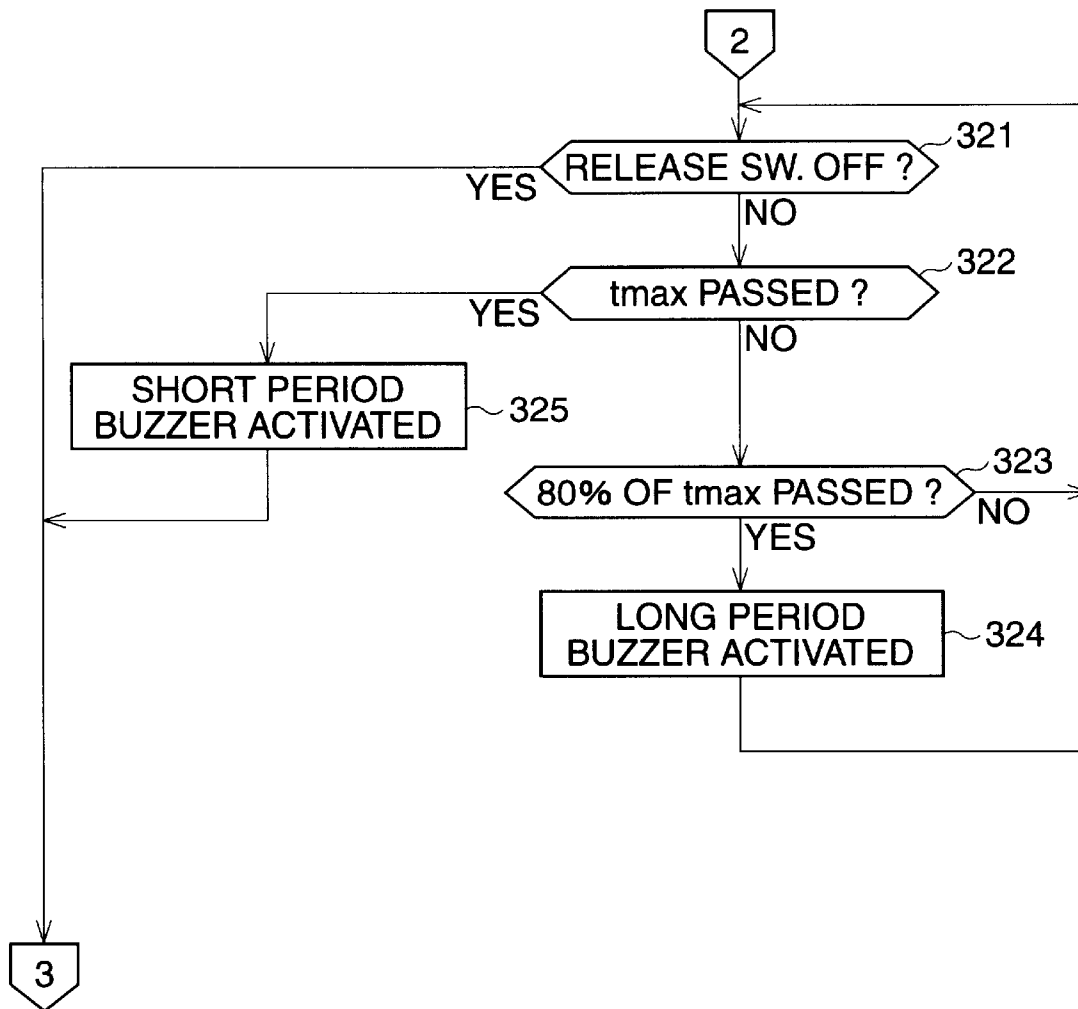 2
321
RELEASE SW. OFF ?
YES
NO
322
tmax PASSED ?
YES
NO
SHORT PERIOD
BUZZER ACTIVATED
325
323
80% OF tmax PASSED ?
NO
YES
LONG PERIOD
BUZZER ACTIVATED
324
3